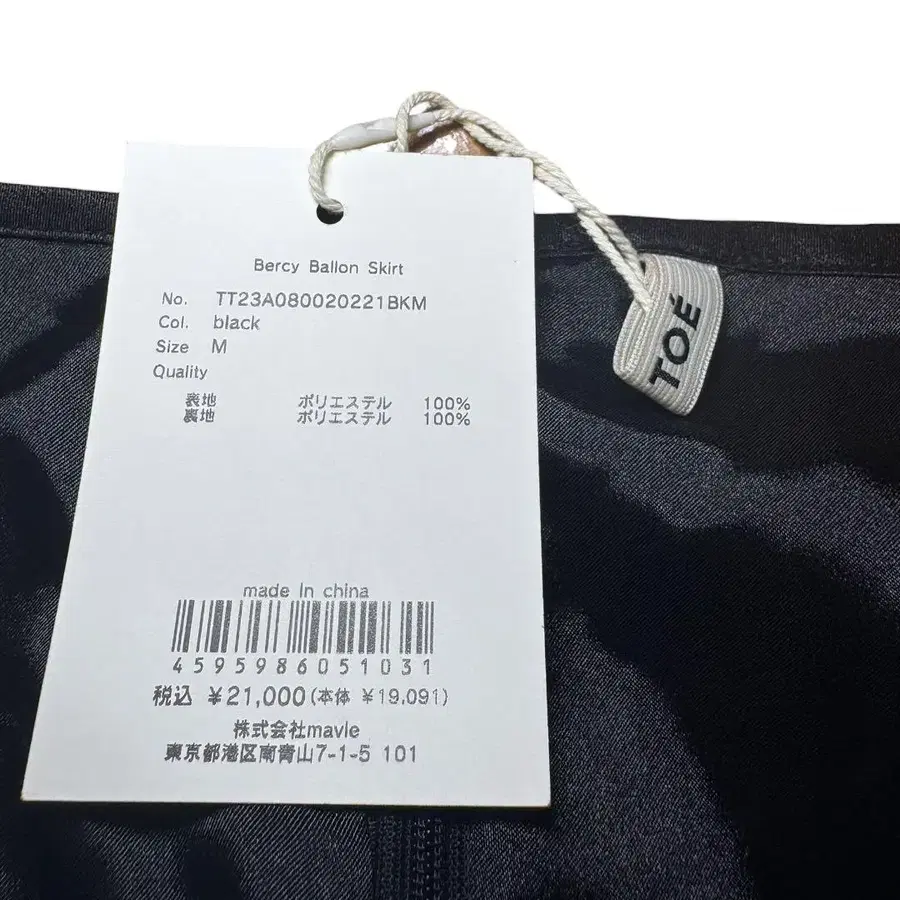 Bercy Ballon Skirt
No. TT23A080020221BKM
Col. black
Size M
Quality
表地 ポリエステル 100%
裏地 ポリエステル 100%
made in china
4595986051031
税込 ¥21,000(本体 ¥19,091)
株式会社mavie
東京都港区南青山7-1-5 101
TOÉ